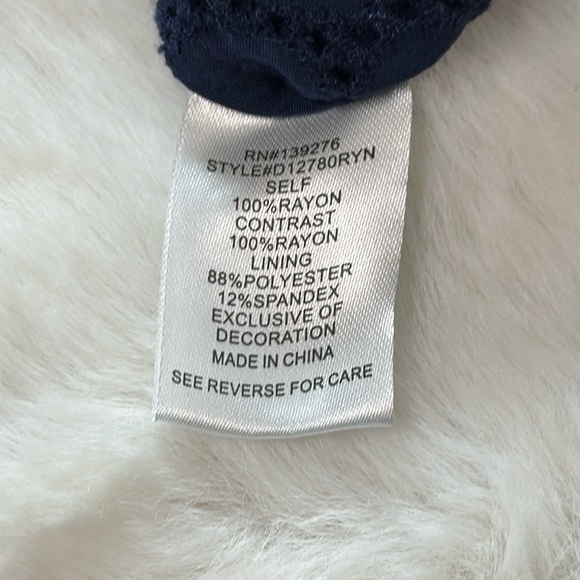 RN#139276
STYLE#D12780RYN
SELF
100%RAYON
CONTRAST
100%RAYON
LINING
88%POLYESTER
12%SPANDEX
EXCLUSIVE OF
DECORATION
MADE IN CHINA
SEE REVERSE FOR CARE